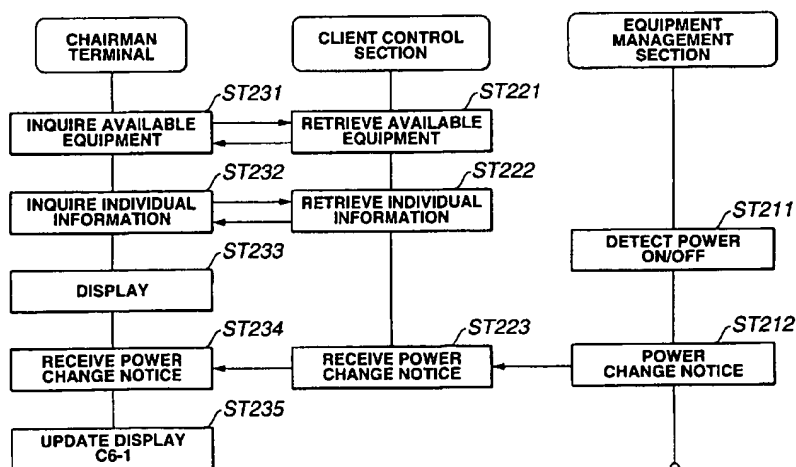 CHAIRMAN
TERMINAL
CLIENT CONTROL
SECTION
EQUIPMENT
MANAGEMENT
SECTION
ST231
INQUIRE AVAILABLE
EQUIPMENT
ST221
RETRIEVE AVAILABLE
EQUIPMENT
ST232
INQUIRE INDIVIDUAL
INFORMATION
ST222
RETRIEVE INDIVIDUAL
INFORMATION
ST211
DETECT POWER
ON/OFF
ST233
DISPLAY
ST234
RECEIVE POWER
CHANGE NOTICE
ST223
RECEIVE POWER
CHANGE NOTICE
ST212
POWER
CHANGE NOTICE
ST235
UPDATE DISPLAY
C6-1